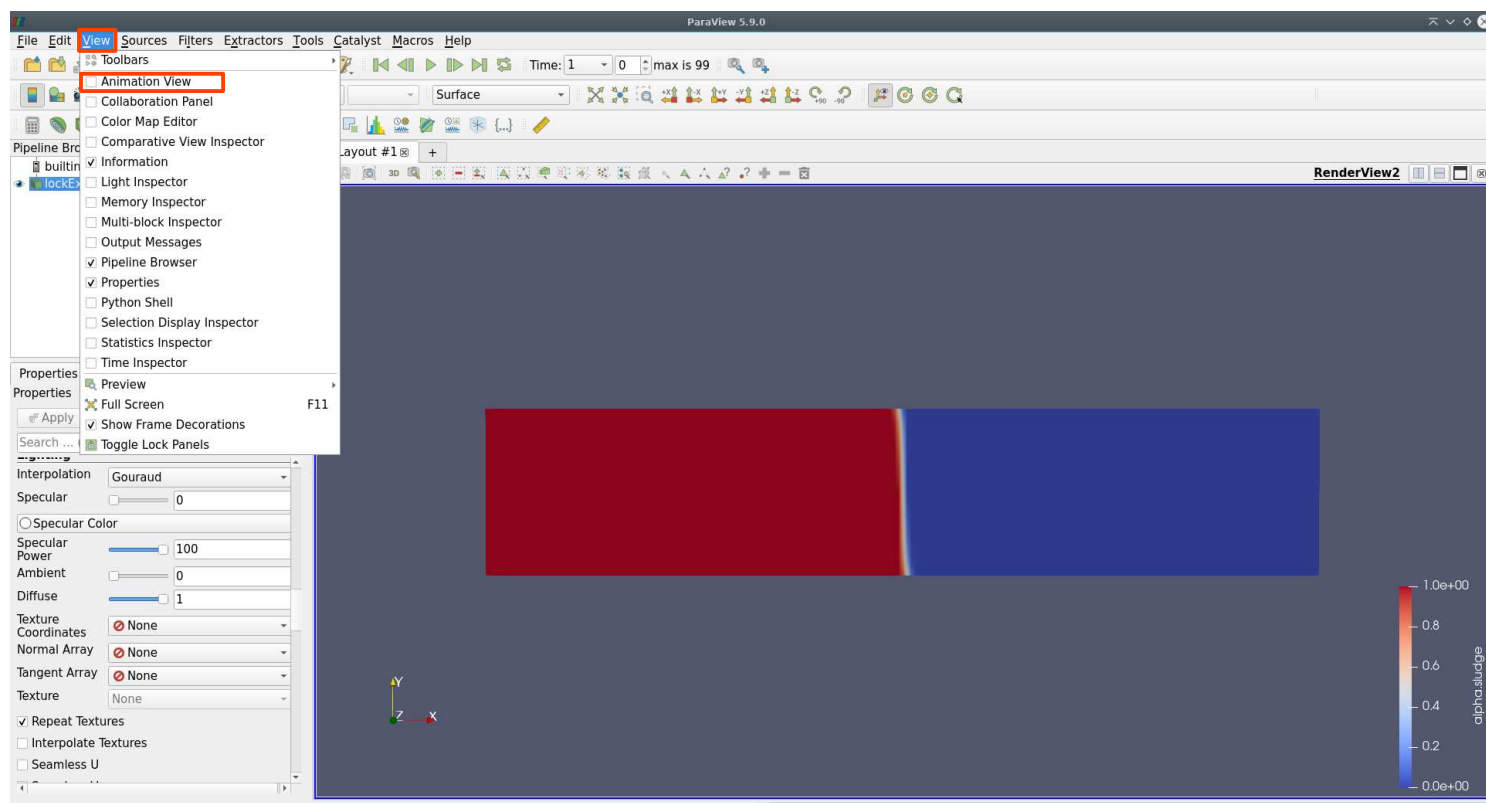 ParaView 5.9.0
File Edit View Sources Filters Extractors Tools Catalyst Macros Help
Time: 1 0 max is 99
Surface
+X -X +Y -Y +Z -Z +90 -90
Pipeline Bro
Layout #1 +
builtin
lockEx
3D
RenderView2
Toolbars
Animation View
Collaboration Panel
Color Map Editor
Comparative View Inspector
Information
Light Inspector
Memory Inspector
Multi-block Inspector
Output Messages
Pipeline Browser
Properties
Python Shell
Selection Display Inspector
Statistics Inspector
Time Inspector
Preview
Full Screen F11
Show Frame Decorations
Toggle Lock Panels
Properties
Properties
Apply
Search ...
Interpolation Gouraud
Specular 0
Specular Color
Specular Power 100
Ambient 0
Diffuse 1
Texture Coordinates None
Normal Array None
Tangent Array None
Texture None
Repeat Textures
Interpolate Textures
Seamless U
Y
Z X
1.0e+00
0.8
0.6
0.4
0.2
0.0e+00
alpha.sludge